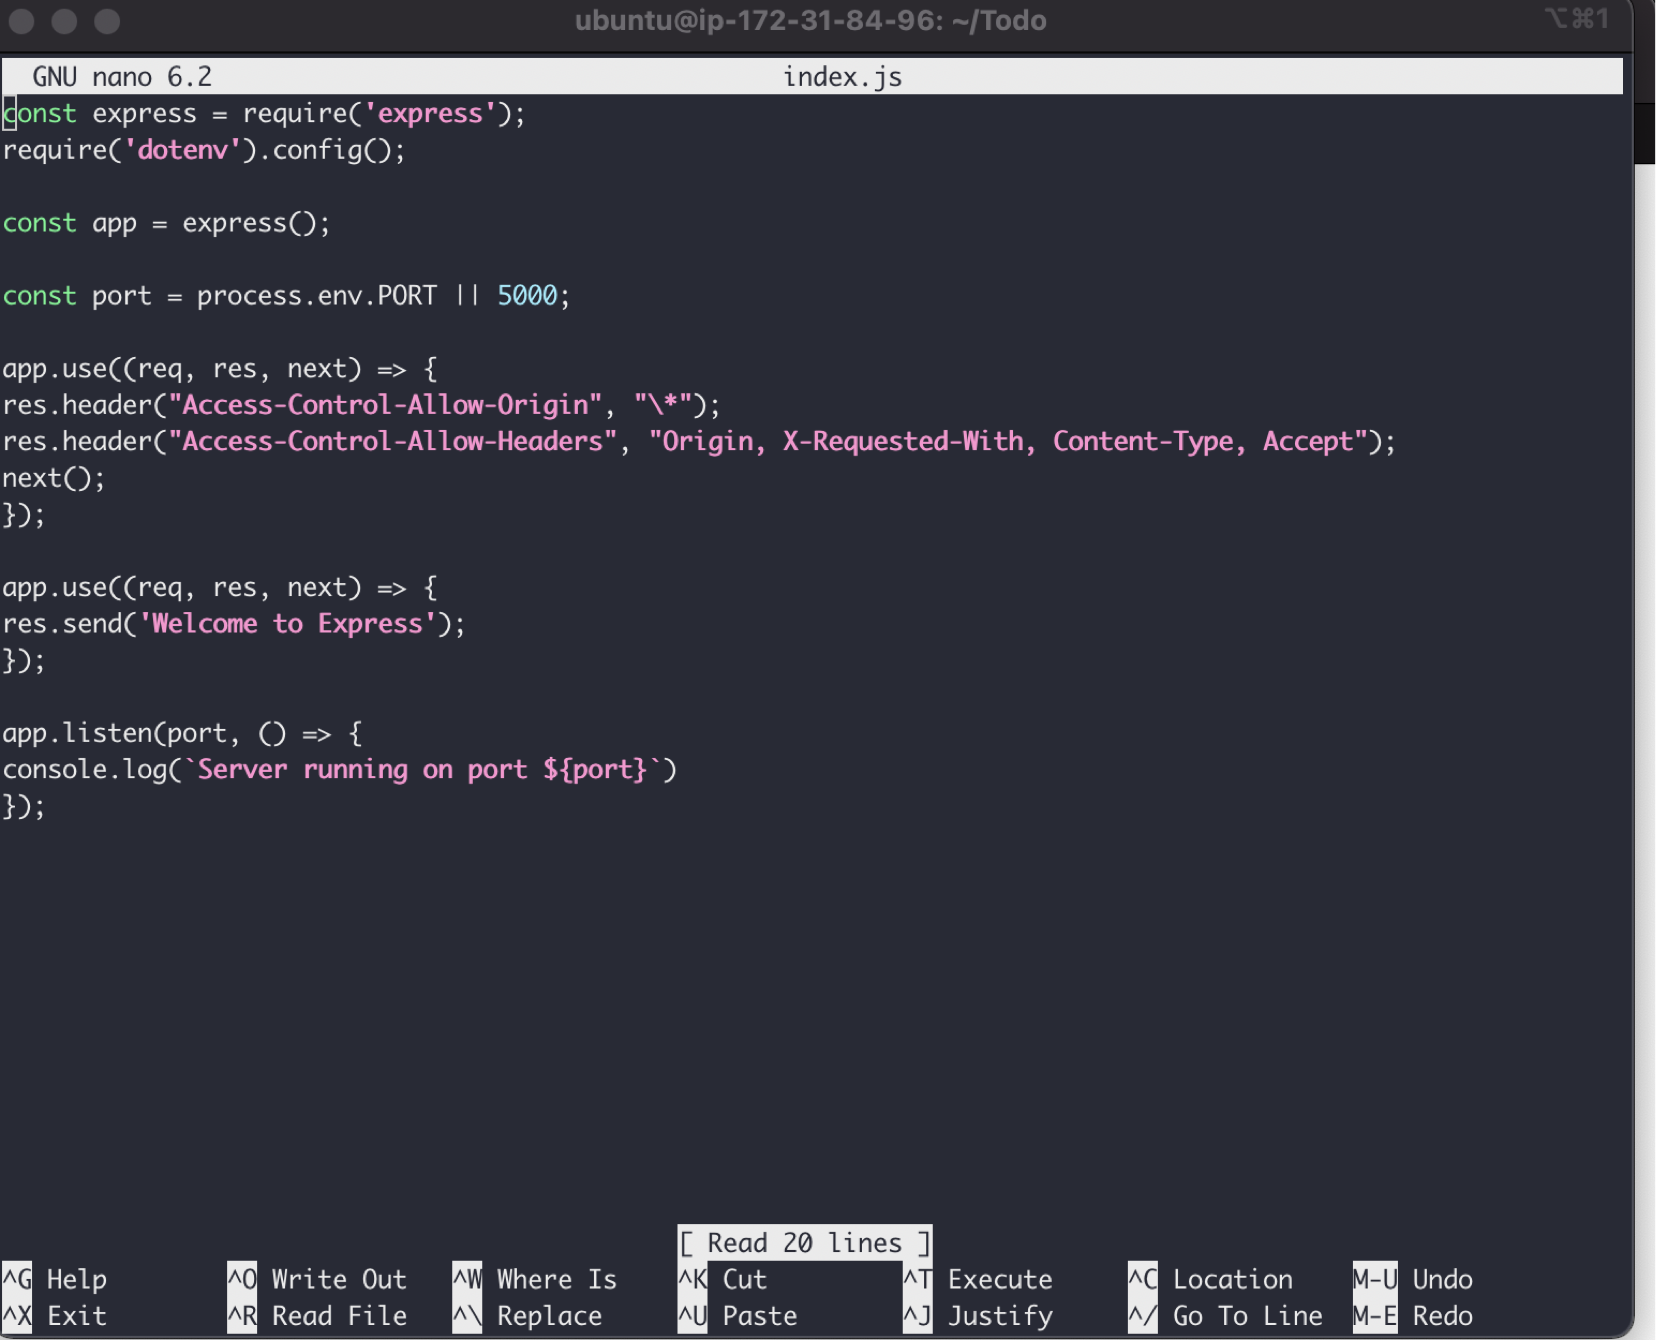 ubuntu@ip-172-31-84-96: ~/Todo ⌥⌘1
GNU nano 6.2 index.js
const express = require('express');
require('dotenv').config();
const app = express();
const port = process.env.PORT || 5000;
app.use((req, res, next) => {
res.header("Access-Control-Allow-Origin", "\*");
res.header("Access-Control-Allow-Headers", "Origin, X-Requested-With, Content-Type, Accept");
next();
});
app.use((req, res, next) => {
res.send('Welcome to Express');
});
app.listen(port, () => {
console.log(`Server running on port ${port}`)
});
[ Read 20 lines ]
^G Help ^O Write Out ^W Where Is ^K Cut ^T Execute ^C Location M-U Undo
^X Exit ^R Read File ^\ Replace ^U Paste ^J Justify ^/ Go To Line M-E Redo